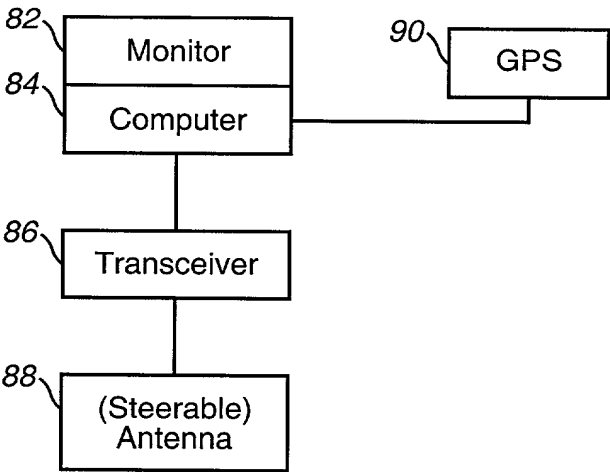 82
Monitor
90
GPS
84
Computer
86
Transceiver
88
(Steerable)
Antenna